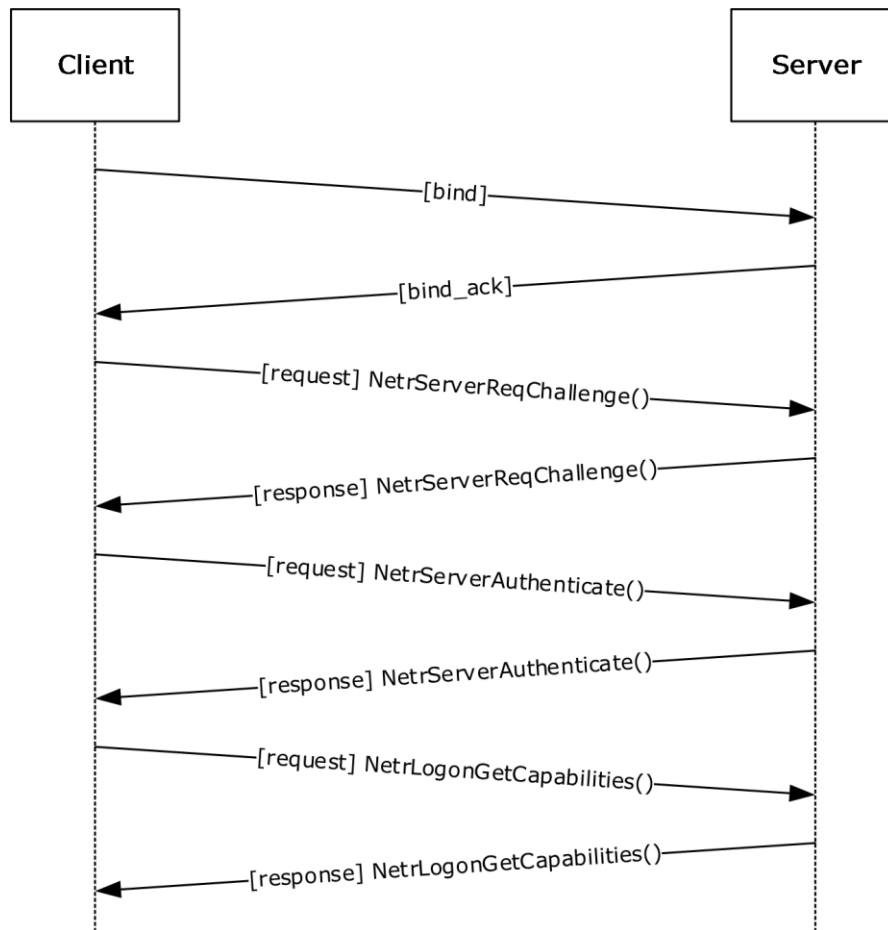 Client
Server
[bind]
[bind_ack]
[request] NetrServerReqChallenge()
[response] NetrServerReqChallenge()
[request] NetrServerAuthenticate()
[response] NetrServerAuthenticate()
[request] NetrLogonGetCapabilities()
[response] NetrLogonGetCapabilities()